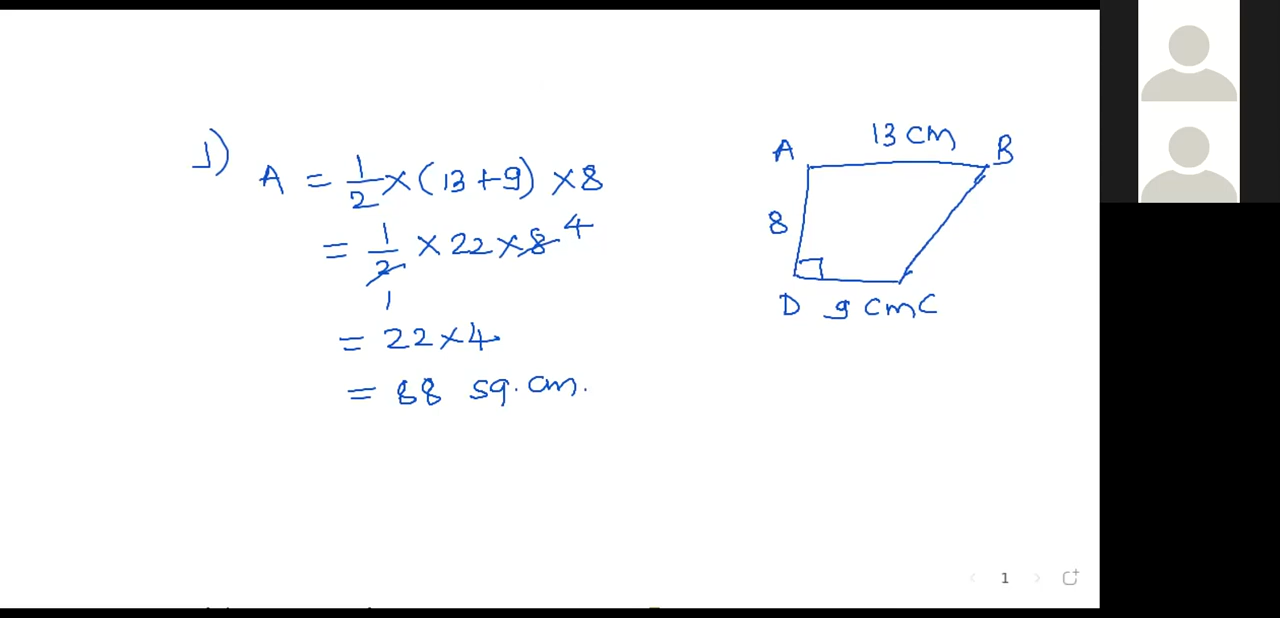 1) A = 1/2 × (13 + 9) × 8
= 1/2 × 22 × 8 4
1
= 22 × 4
= 88 sq. cm.
13 cm
A B
8
D 9 cm C
1